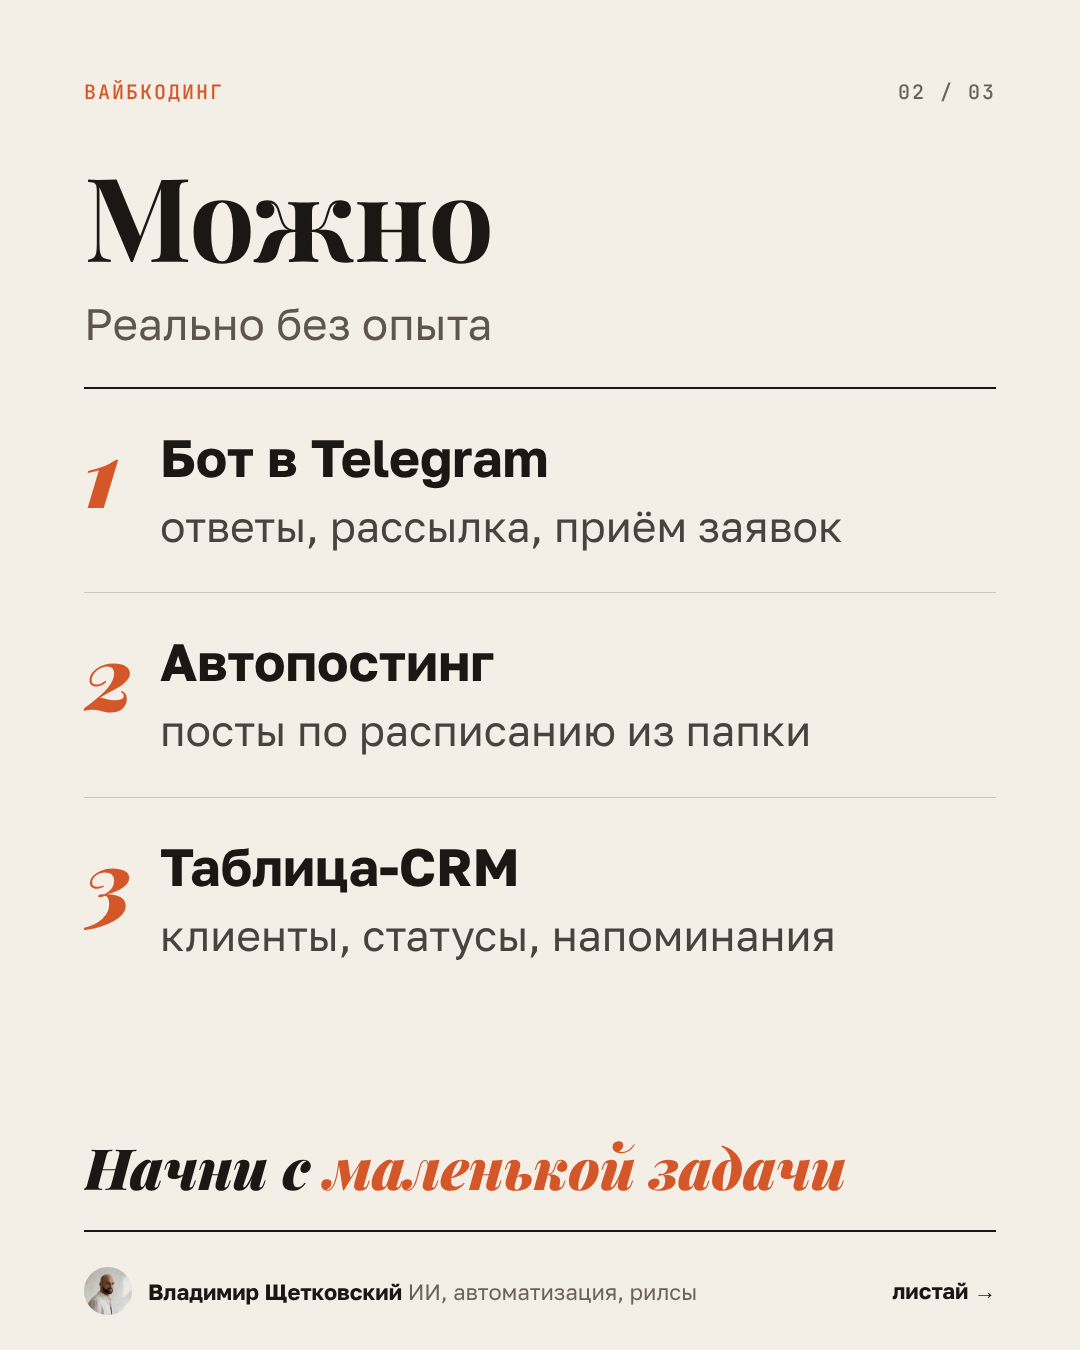 ВАЙБКОДИНГ
02 / 03
Можно
Реально без опыта
1
Бот в Telegram
ответы, рассылка, приём заявок
2
Автопостинг
посты по расписанию из папки
3
Таблица-CRM
клиенты, статусы, напоминания
Начни с маленькой задачи
Владимир Щетковский ИИ, автоматизация, рилсы
листай →